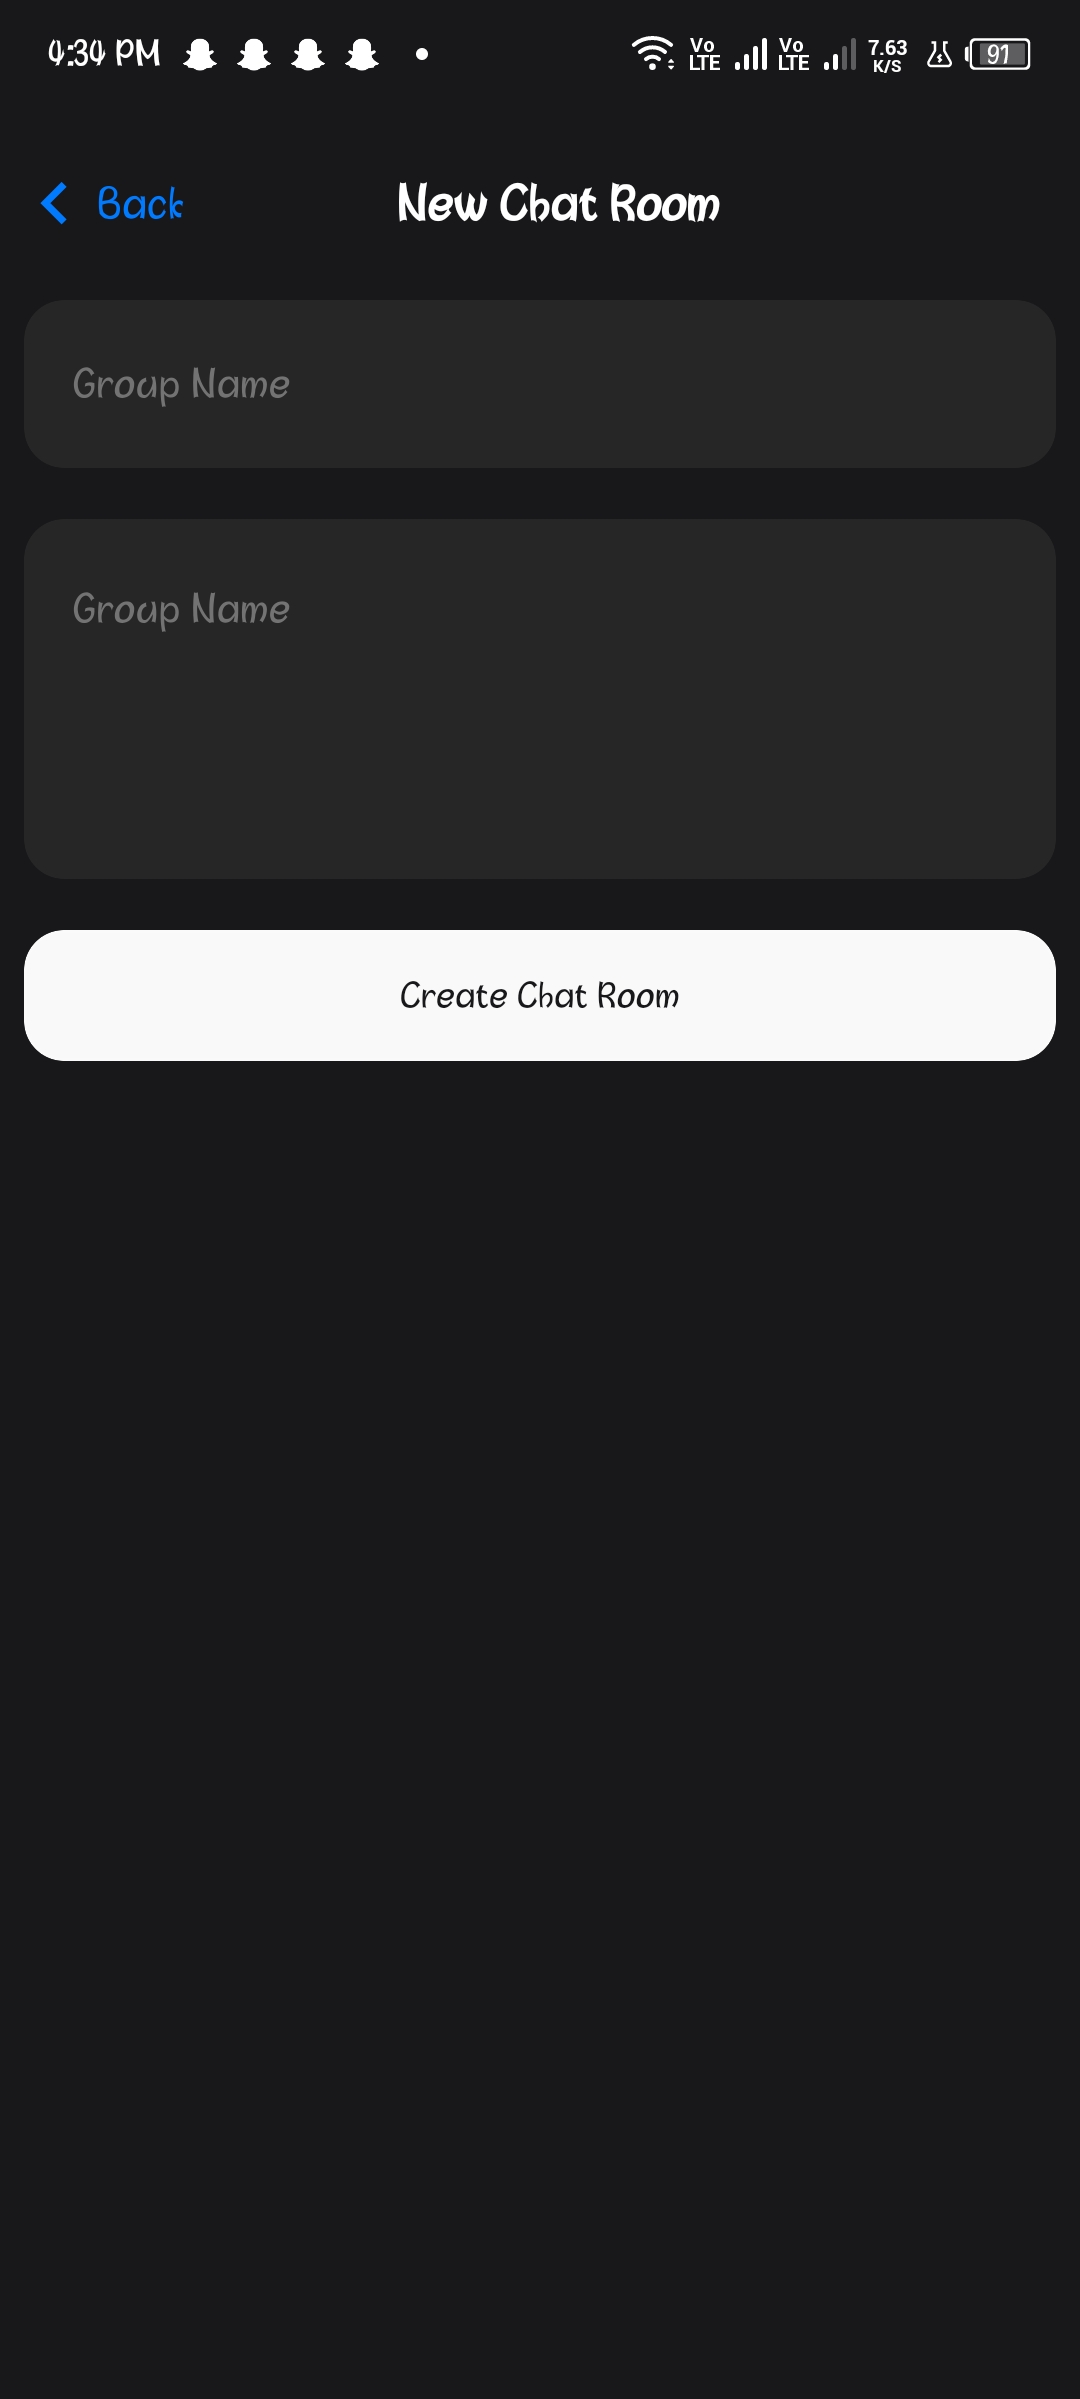 4:34 PM
Vo LTE Vo LTE 7.63 K/S 91
Back
New Chat Room
Group Name
Group Name
Create Chat Room